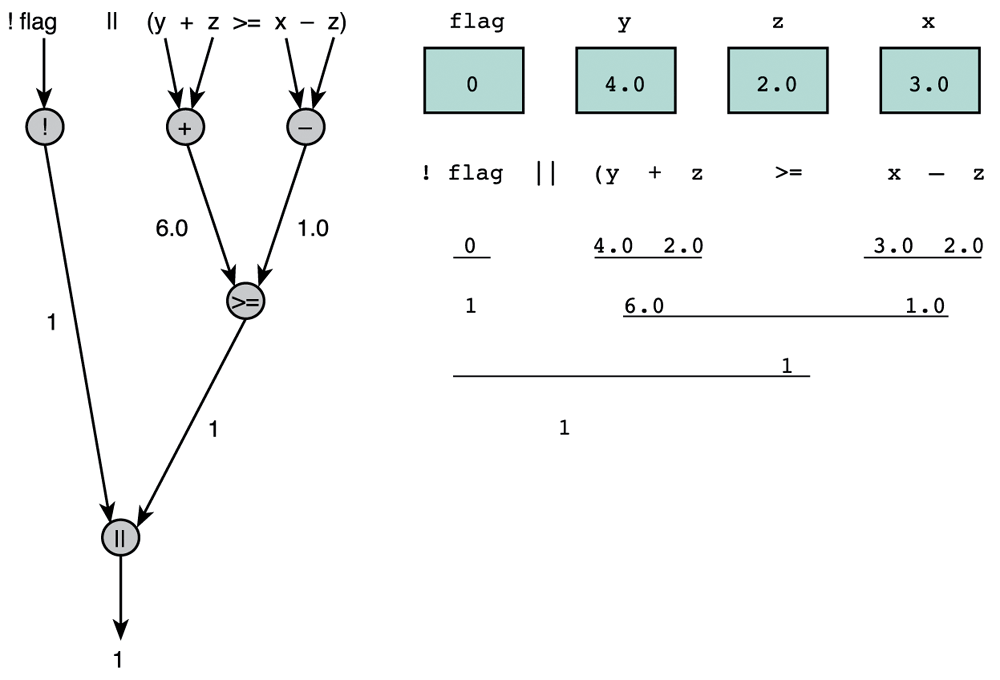 ! flag || (y + z >= x – z)
! + –
6.0 1.0
>=
1
1
||
1
flag y z x
0 4.0 2.0 3.0
! flag || (y + z >= x – z
0 4.0 2.0 3.0 2.0
1 6.0 1.0
1
1